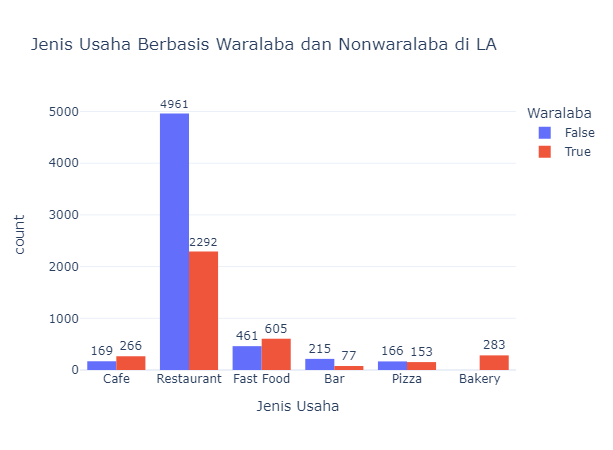 Jenis Usaha Berbasis Waralaba dan Nonwaralaba di LA
Waralaba
False
True
count
5000
4000
3000
2000
1000
0
169
266
4961
2292
461
605
215
77
166
153
283
Cafe
Restaurant
Fast Food
Bar
Pizza
Bakery
Jenis Usaha